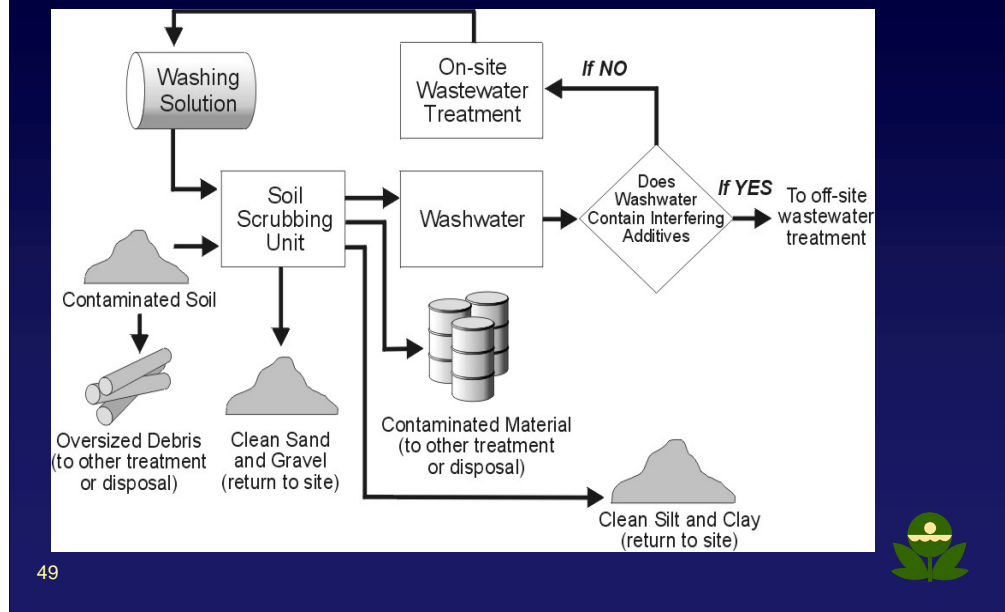 Washing
Solution
On-site
Wastewater
Treatment
If NO
Soil
Scrubbing
Unit
Washwater
Does
Washwater
Contain Interfering
Additives
If YES
To off-site
wastewater
treatment
Contaminated Soil
Oversized Debris
(to other treatment
or disposal)
Clean Sand
and Gravel
(return to site)
Contaminated Material
(to other treatment
or disposal)
Clean Silt and Clay
(return to site)
49